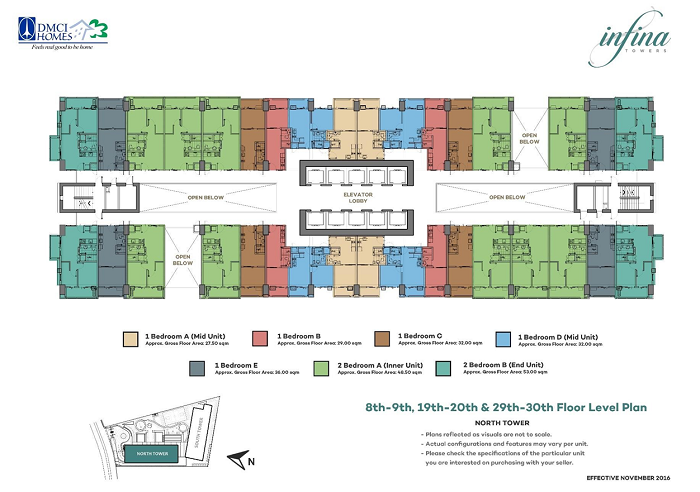 DMCI
HOMES
Feels real good to be home
infina
TOWERS
OPEN
BELOW
OPEN BELOW
ELEVATOR
LOBBY
OPEN BELOW
OPEN
BELOW
1 Bedroom A (Mid Unit)
Approx. Gross Floor Area: 27.50 sqm
1 Bedroom B
Approx. Gross Floor Area: 29.00 sqm
1 Bedroom C
Approx. Gross Floor Area: 32.00 sqm
1 Bedroom D (Mid Unit)
Approx. Gross Floor Area: 32.00 sqm
1 Bedroom E
Approx. Gross Floor Area: 36.00 sqm
2 Bedroom A (Inner Unit)
Approx. Gross Floor Area: 48.50 sqm
2 Bedroom B (End Unit)
Approx. Gross Floor Area: 53.00 sqm
8th-9th, 19th-20th & 29th-30th Floor Level Plan
NORTH TOWER
- Plans reflected as visuals are not to scale.
- Actual configurations and features may vary per unit.
- Please check the specifications of the particular unit
you are interested on purchasing with your seller.
SOUTH TOWER
NORTH TOWER
N
EFFECTIVE NOVEMBER 2016